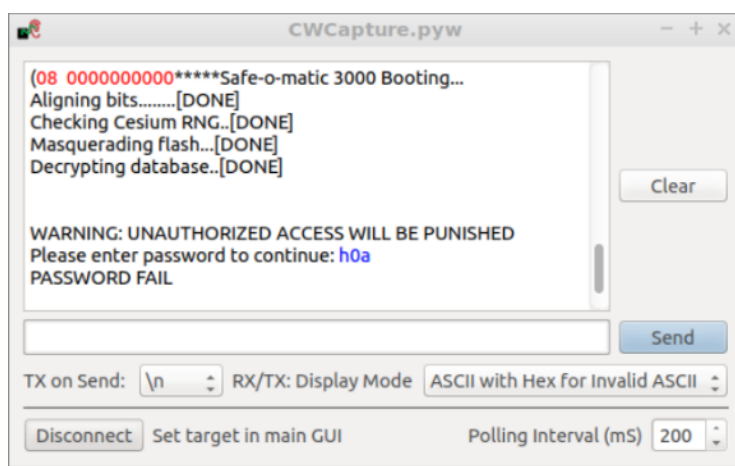 CWCapture.pyw
(08 0000000000*****Safe-o-matic 3000 Booting...
Aligning bits........[DONE]
Checking Cesium RNG..[DONE]
Masquerading flash...[DONE]
Decrypting database..[DONE]
Clear
WARNING: UNAUTHORIZED ACCESS WILL BE PUNISHED
Please enter password to continue: h0a
PASSWORD FAIL
Send
TX on Send: \n RX/TX: Display Mode ASCII with Hex for Invalid ASCII
Disconnect Set target in main GUI Polling Interval (mS) 200